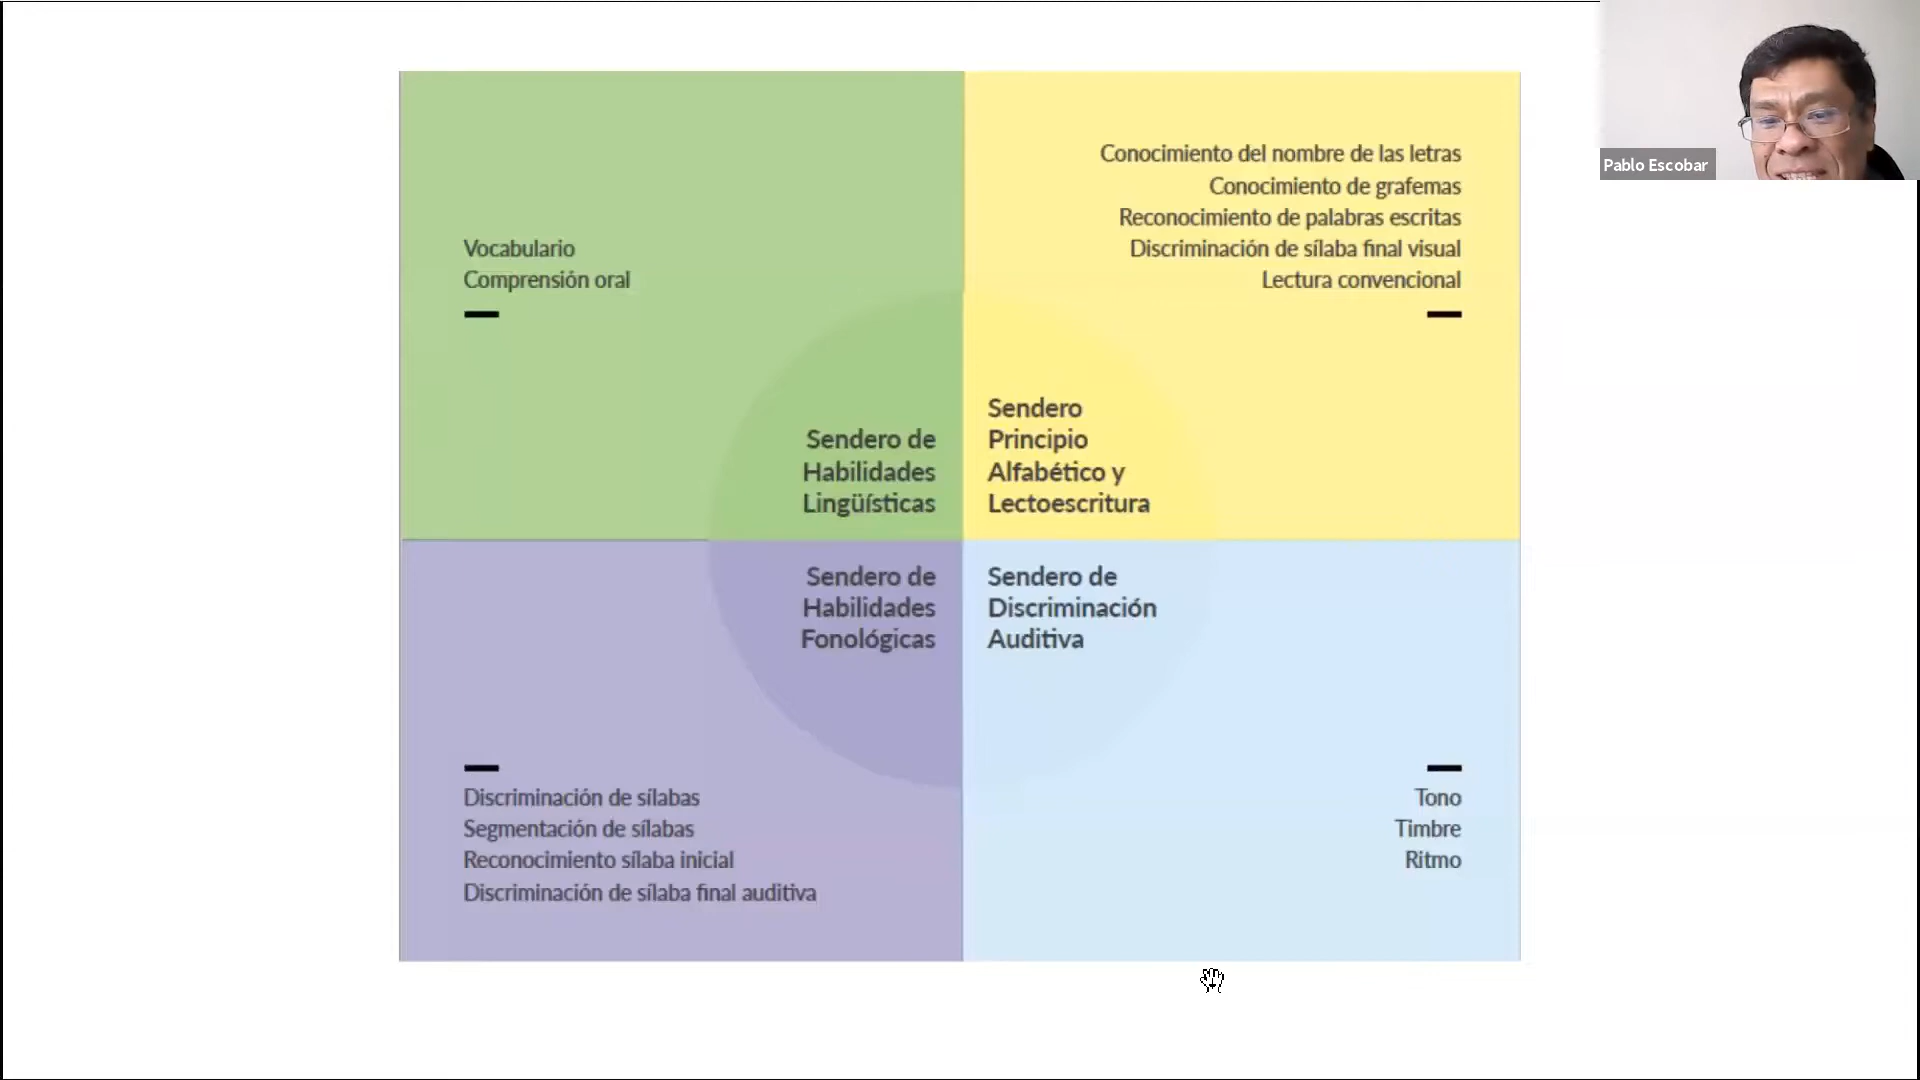 Pablo Escobar
Vocabulario
Comprensión oral
Sendero de
Habilidades
Lingüísticas
Conocimiento del nombre de las letras
Conocimiento de grafemas
Reconocimiento de palabras escritas
Discriminación de sílaba final visual
Lectura convencional
Sendero
Principio
Alfabético y
Lectoescritura
Sendero de
Habilidades
Fonológicas
Discriminación de sílabas
Segmentación de sílabas
Reconocimiento sílaba inicial
Discriminación de sílaba final auditiva
Sendero de
Discriminación
Auditiva
Tono
Timbre
Ritmo